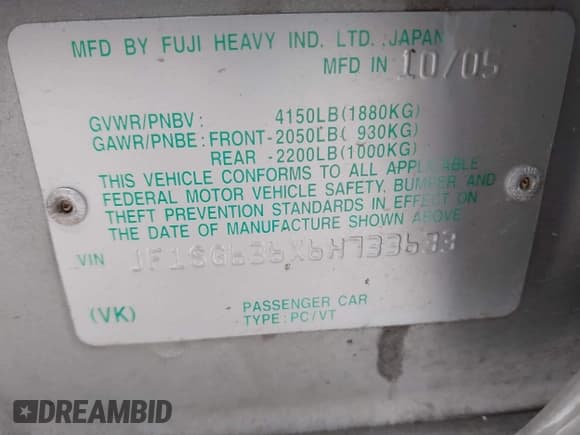 MFD BY FUJI HEAVY IND. LTD. JAPAN
MFD IN 10/05
GVWR/PNBV: 4150LB(1880KG)
GAWR/PNBE: FRONT-2050LB( 930KG)
REAR -2200LB(1000KG)
THIS VEHICLE CONFORMS TO ALL APPLICABLE
FEDERAL MOTOR VEHICLE SAFETY, BUMPER AND
THEFT PREVENTION STANDARDS IN EFFECT ON
THE DATE OF MANUFACTURE SHOWN ABOVE
VIN JF1SG636X6H733633
(VK) PASSENGER CAR
TYPE:PC/VT
DREAMBID